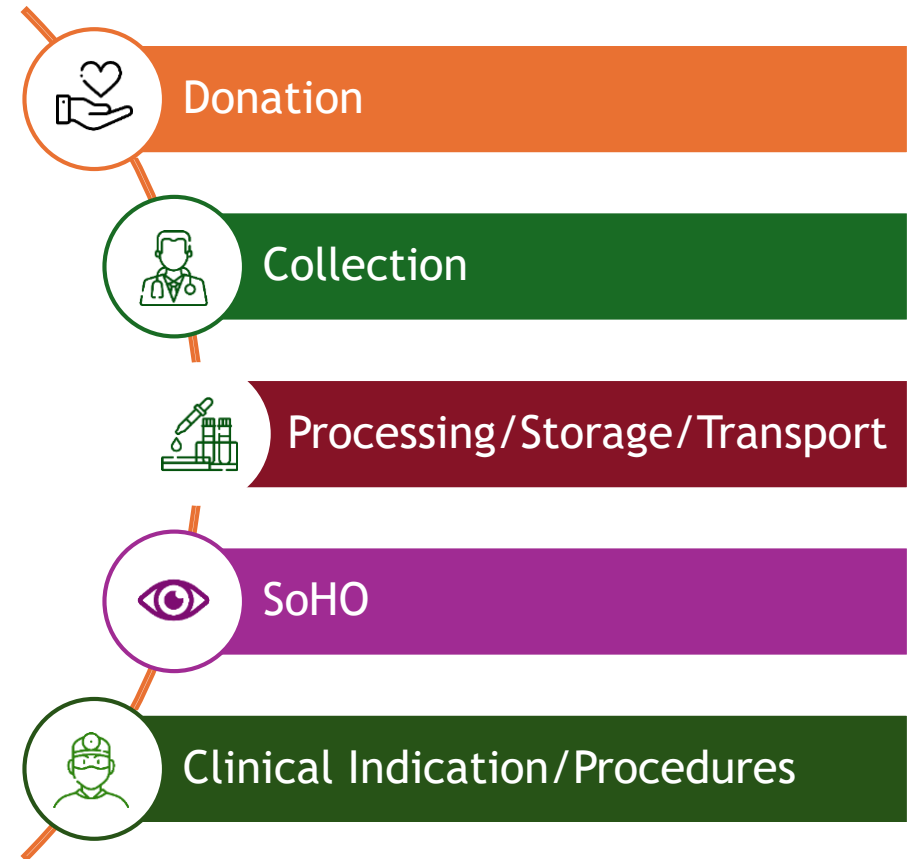 Donation
Collection
Processing/Storage/Transport
SoHO
Clinical Indication/Procedures